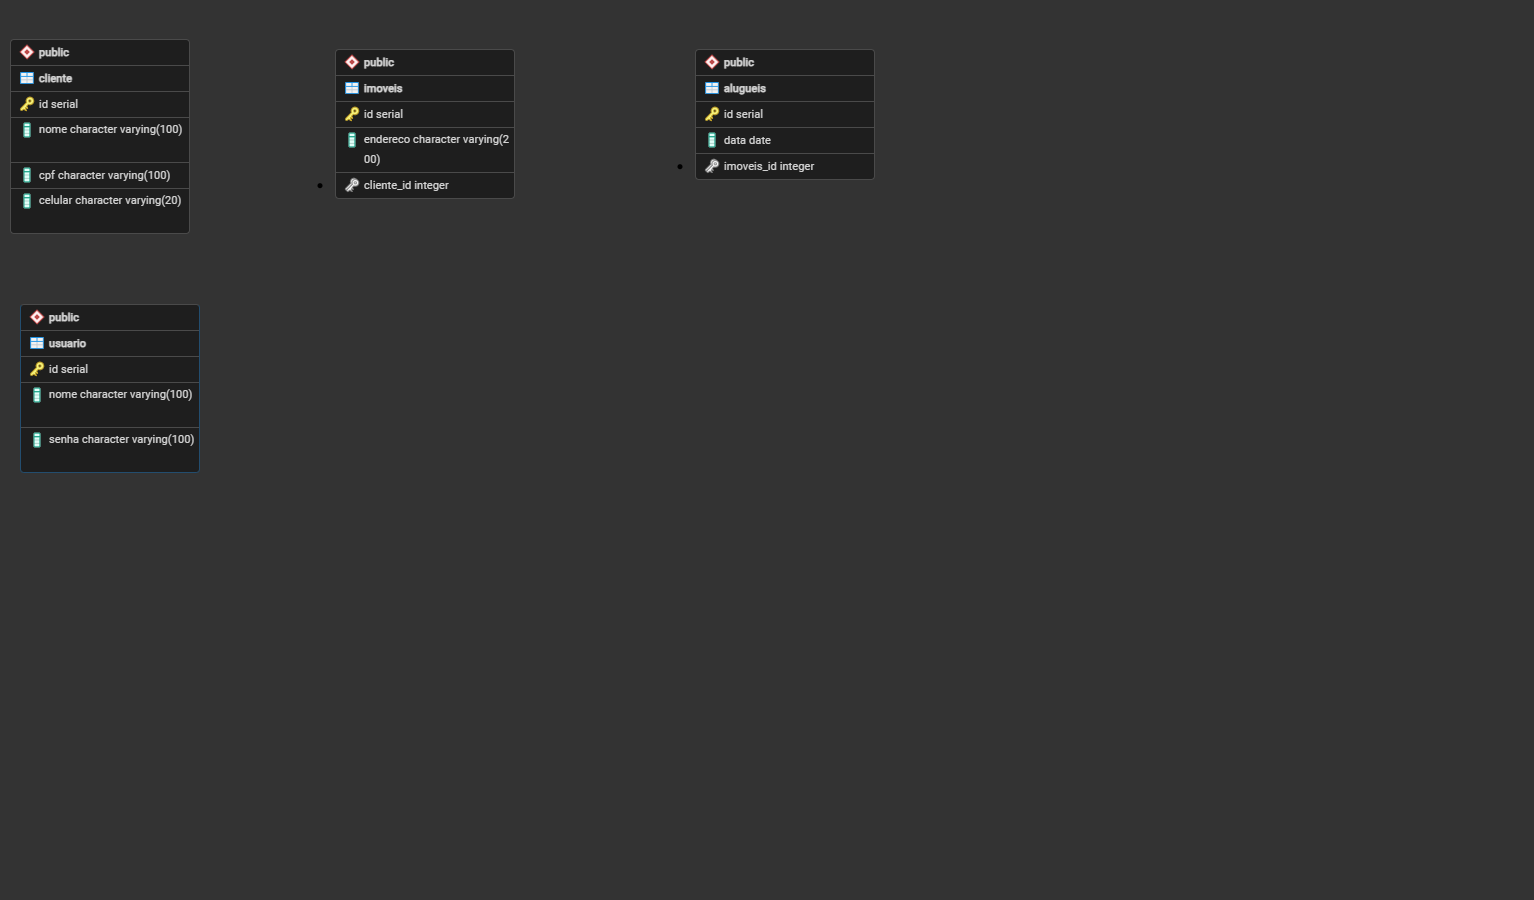 public
cliente
id serial
nome character varying(100)
cpf character varying(100)
celular character varying(20)
public
imoveis
id serial
endereco character varying(2
00)
cliente_id integer
public
alugueis
id serial
data date
imoveis_id integer
public
usuario
id serial
nome character varying(100)
senha character varying(100)